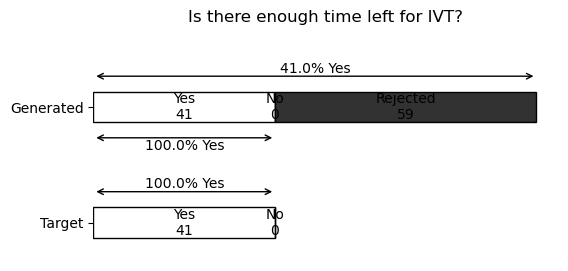 Is there enough time left for IVT?
41.0% Yes
Generated
Yes
41
No
0
Rejected
59
100.0% Yes
100.0% Yes
Target
Yes
41
No
0